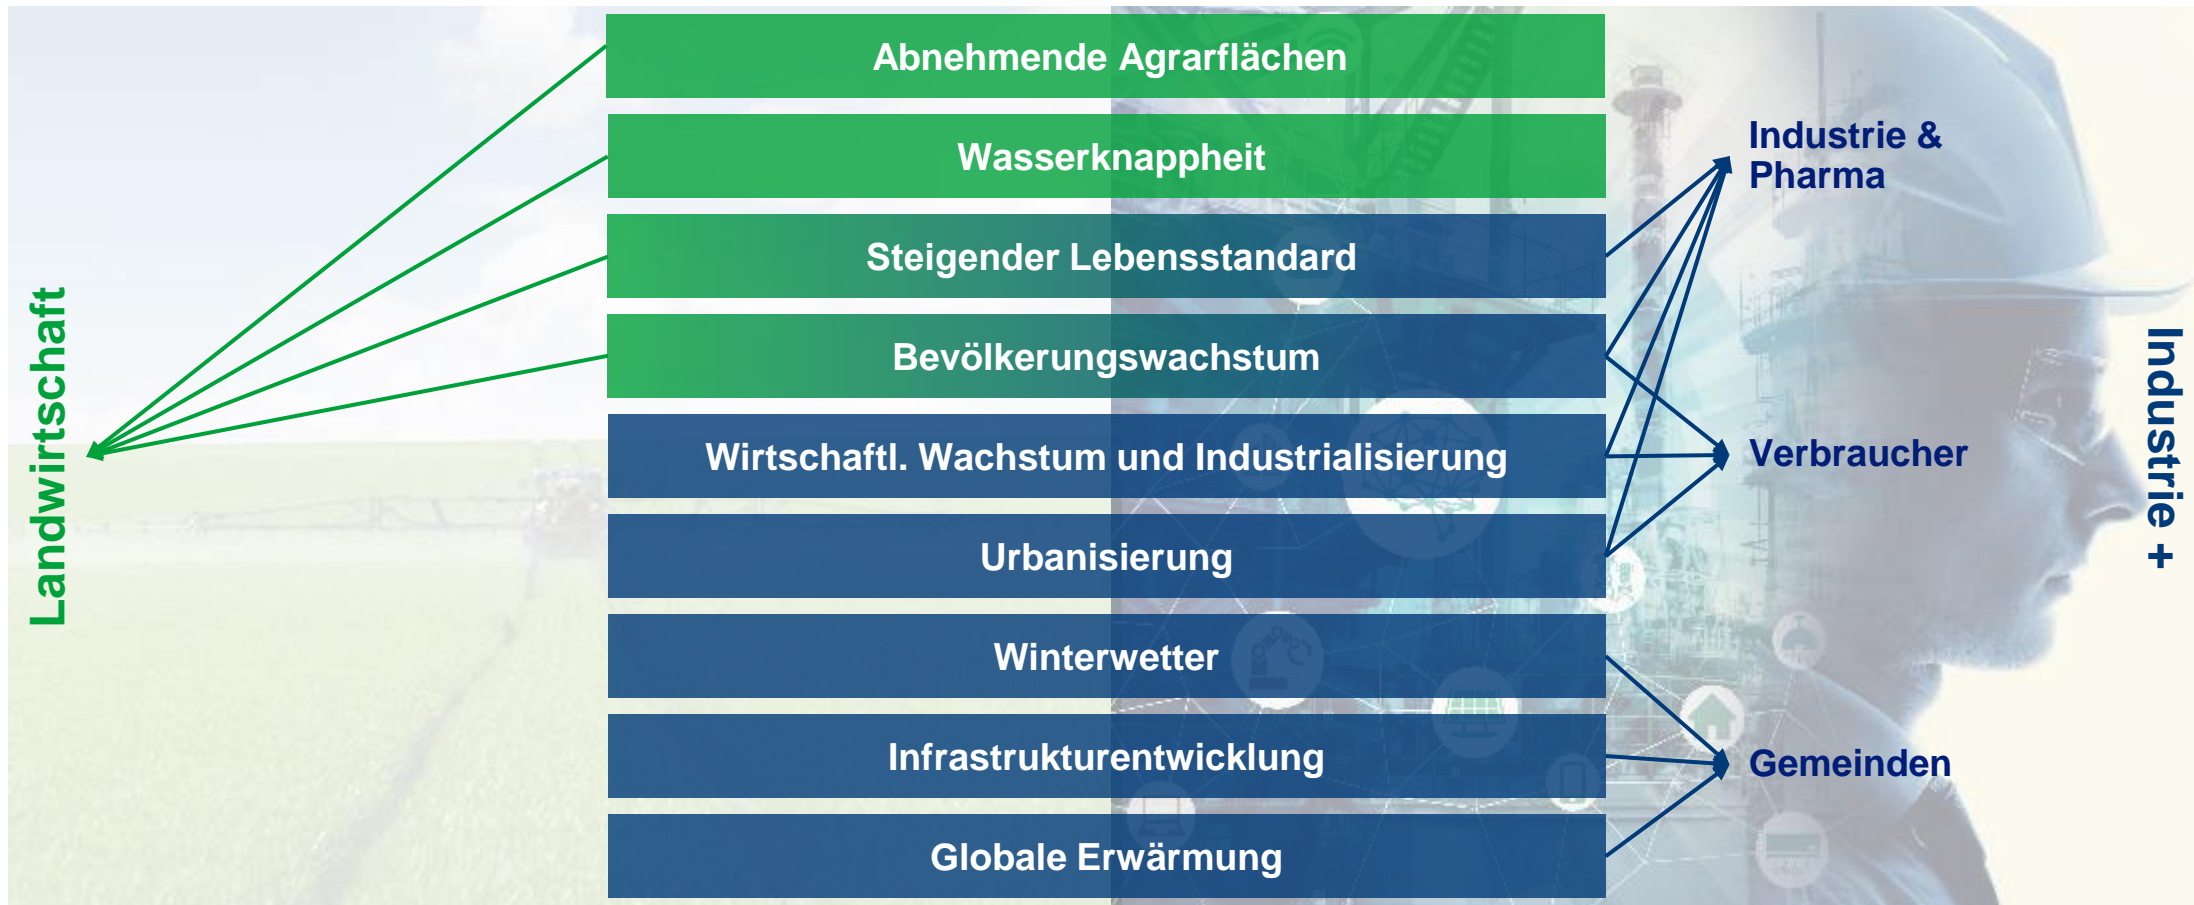 Landwirtschaft
Abnehmende Agrarflächen
Wasserknappheit
Steigender Lebensstandard
Bevölkerungswachstum
Wirtschaftl. Wachstum und Industrialisierung
Urbanisierung
Winterwetter
Infrastrukturentwicklung
Globale Erwärmung
Industrie &
Pharma
Verbraucher
Gemeinden
Industrie +